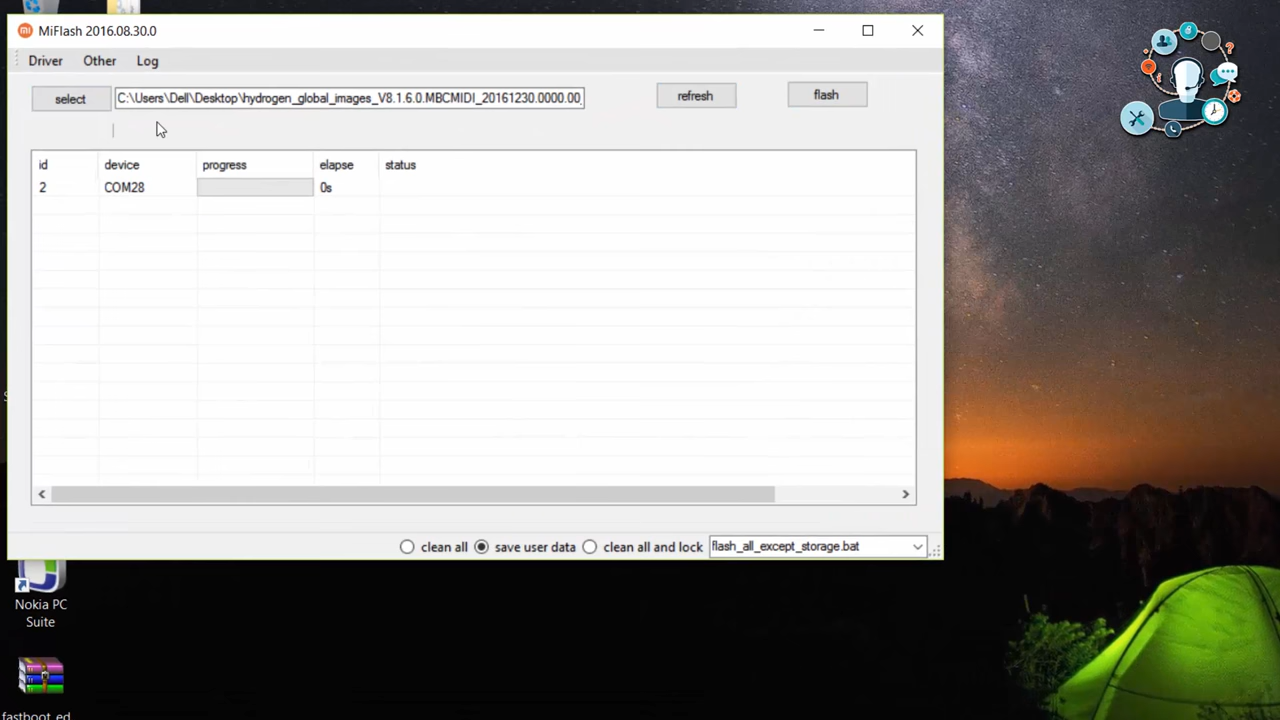 MiFlash 2016.08.30.0
Driver Other Log
select C:\Users\Dell\Desktop\hydrogen_global_images_V8.1.6.0.MBCMIDI_20161230.0000.00_ refresh flash
id device progress elapse status
2 COM28 0s
clean all save user data clean all and lock flash_all_except_storage.bat
Nokia PC
Suite
fastboot_ed